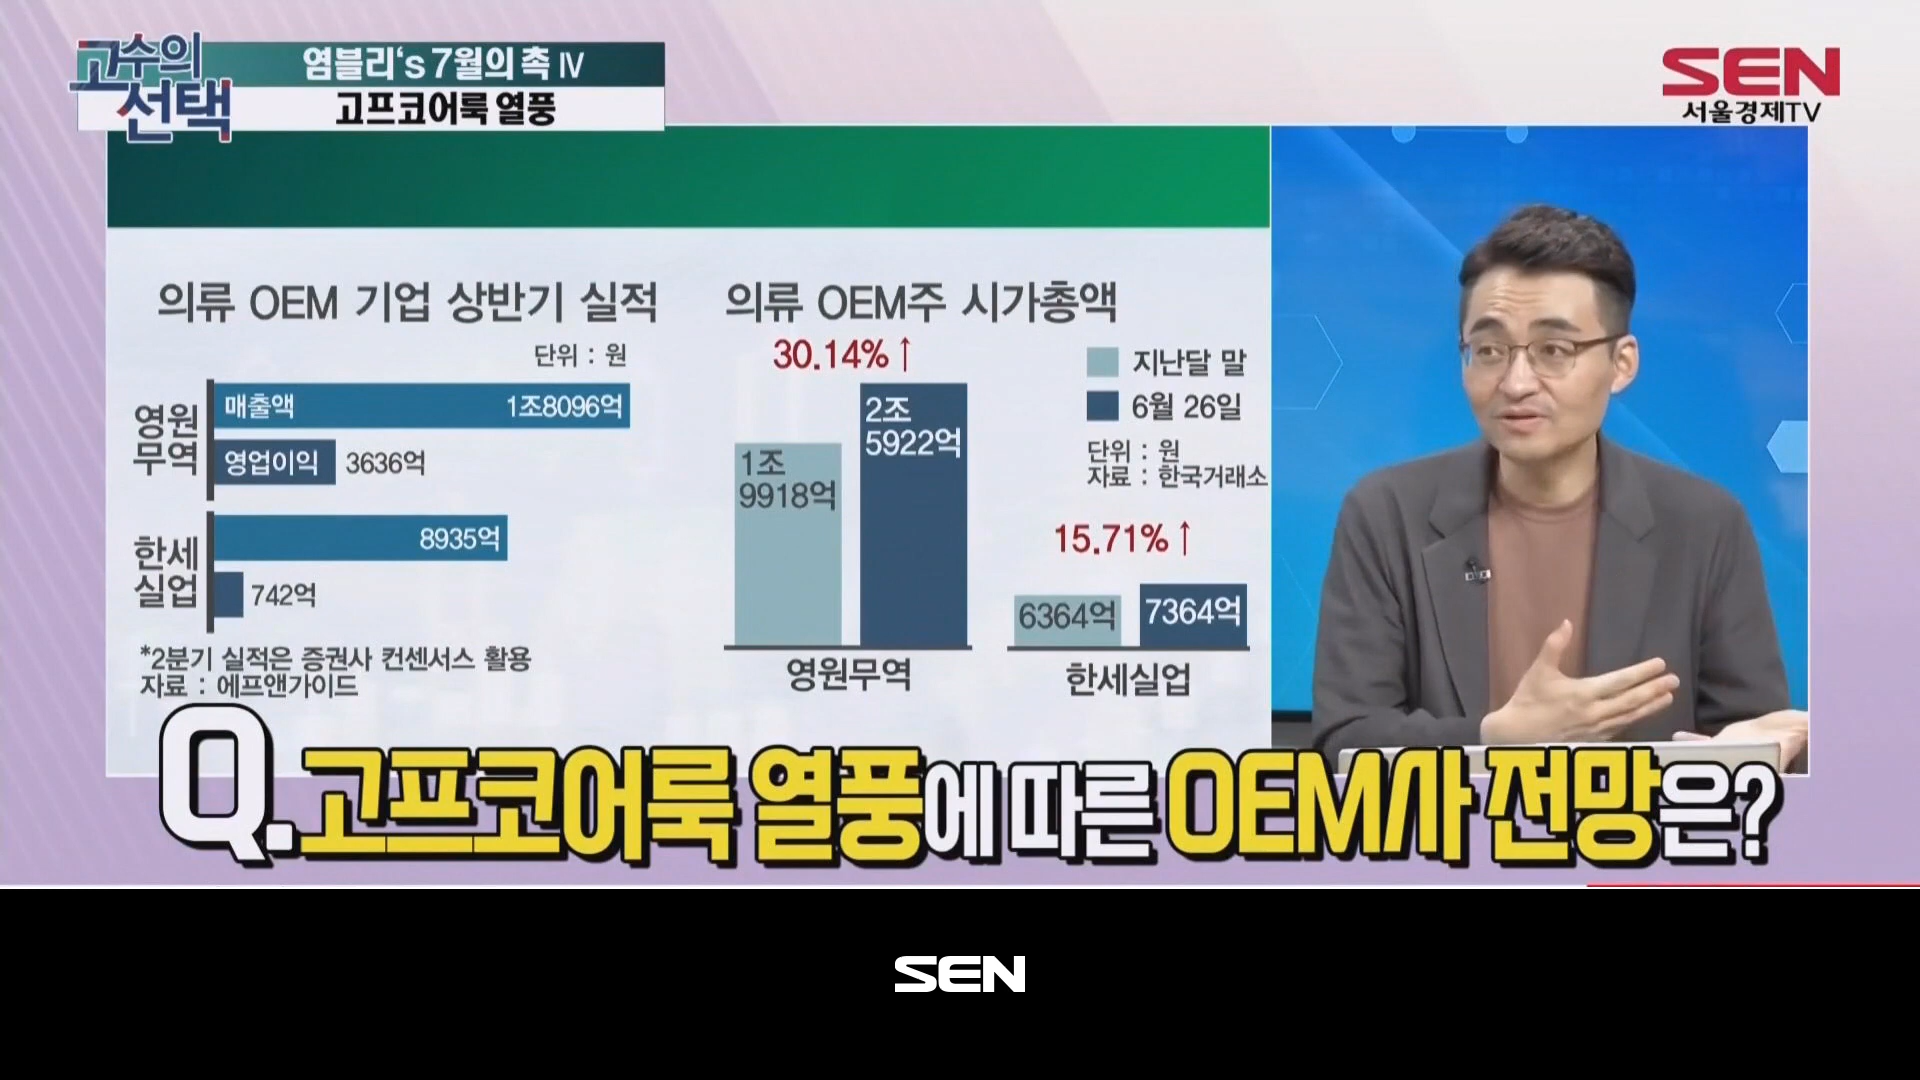 고수의
선택
염블리‘s 7월의 촉 Ⅳ
고프코어룩 열풍
SEN
서울경제TV
의류 OEM 기업 상반기 실적
단위 : 원
영원
무역
매출액
1조8096억
영업이익
3636억
한세
실업
8935억
742억
*2분기 실적은 증권사 컨센서스 활용
자료 : 에프앤가이드
의류 OEM주 시가총액
30.14%↑
지난달 말
6월 26일
단위 : 원
자료 : 한국거래소
1조
9918억
2조
5922억
영원무역
15.71%↑
6364억
7364억
한세실업
Q.고프코어룩 열풍에 따른 OEM사 전망은?
SEN